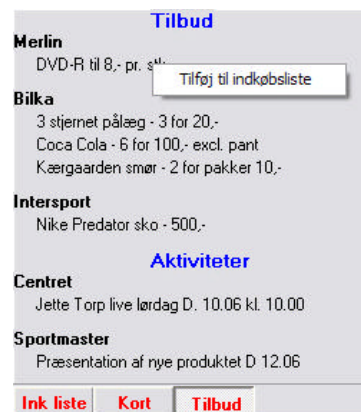 Tilbud
Merlin
DVD-R til 8,- pr. stk
Tilføj til indkøbsliste
Bilka
3 stjernet pålæg - 3 for 20,-
Coca Cola - 6 for 100,- excl. pant
Kærgaarden smør - 2 for pakker 10,-
Intersport
Nike Predator sko - 500,-
Aktiviteter
Centret
Jette Torp live lørdag D. 10.06 kl. 10.00
Sportmaster
Præsentation af nye produktet D 12.06
Ink liste Kort Tilbud